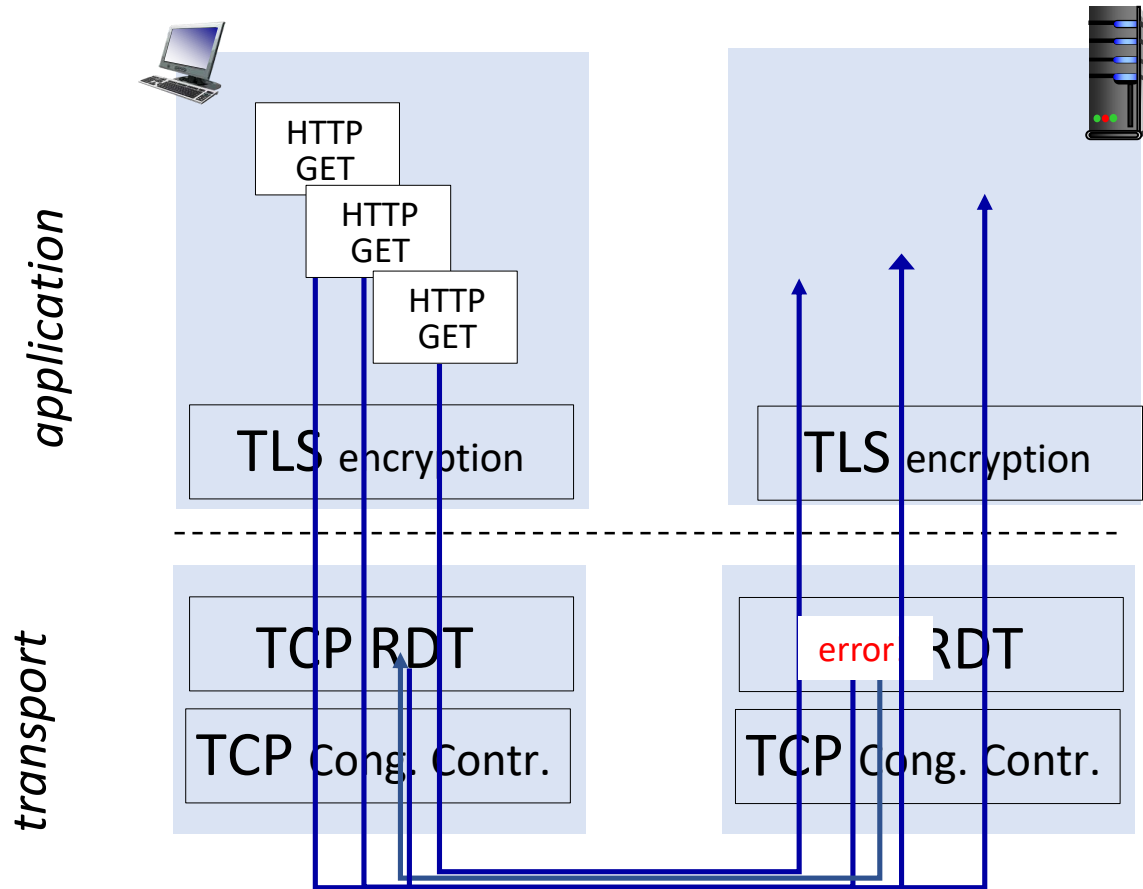 application
HTTP
GET
HTTP
GET
HTTP
GET
TLS encryption
TLS encryption
transport
TCP RDT
error RDT
TCP Cong. Contr.
TCP Cong. Contr.